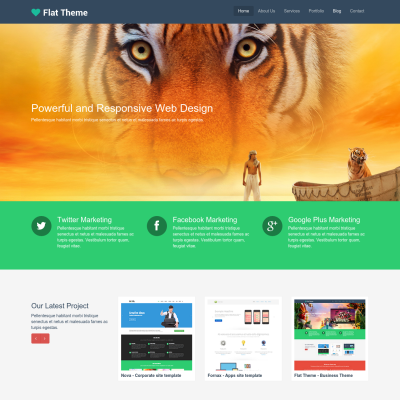 Flat Theme
Home About Us Services Portfolio Blog Contact
Powerful and Responsive Web Design
Pellentesque habitant morbi tristique senectus et netus et malesuada fames ac turpis egestas.
Twitter Marketing
Pellentesque habitant morbi tristique
senectus et netus et malesuada fames ac
turpis egestas. Vestibulum tortor quam,
feugiat vitae.
Facebook Marketing
Pellentesque habitant morbi tristique
senectus et netus et malesuada fames ac
turpis egestas. Vestibulum tortor quam,
feugiat vitae.
Google Plus Marketing
Pellentesque habitant morbi tristique
senectus et netus et malesuada fames ac
turpis egestas. Vestibulum tortor quam,
feugiat vitae.
Our Latest Project
Pellentesque habitant morbi tristique
senectus et netus et malesuada fames ac
turpis egestas.
Nova - Corporate site template
Fornax - Apps site template
Flat Theme - Business Theme